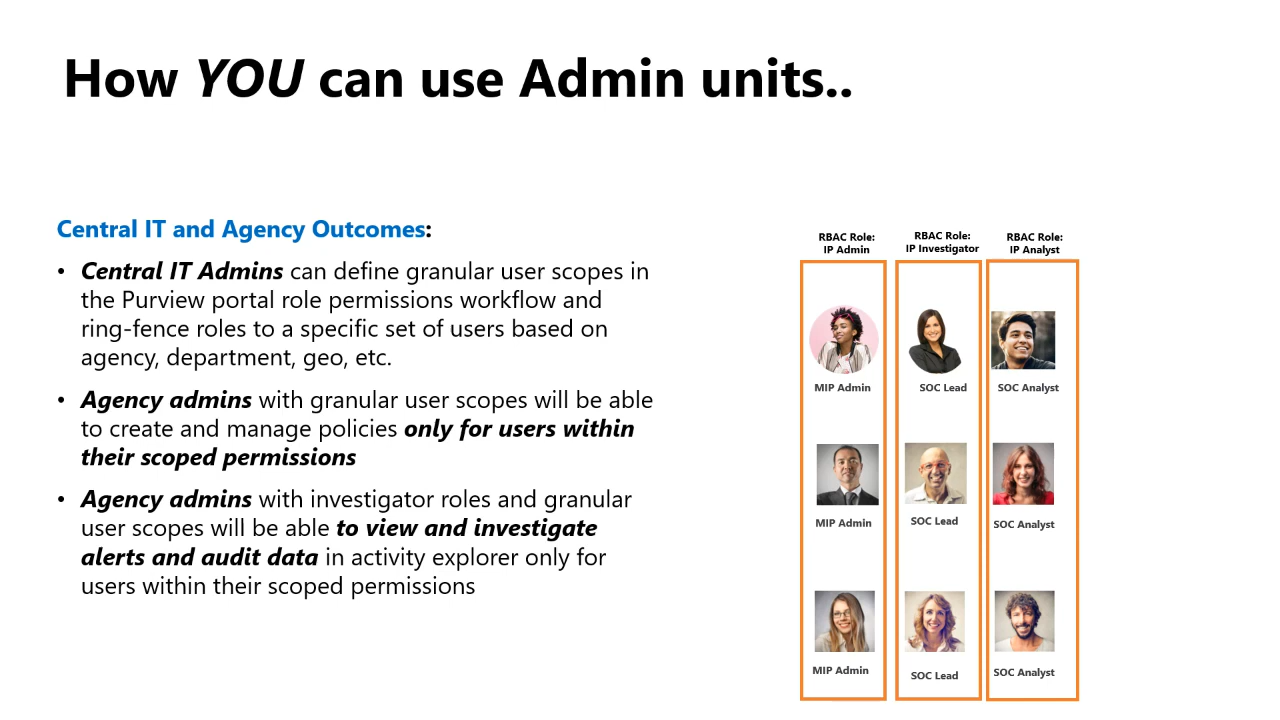 How YOU can use Admin units..
Central IT and Agency Outcomes:
• Central IT Admins can define granular user scopes in
the Purview portal role permissions workflow and
ring-fence roles to a specific set of users based on
agency, department, geo, etc.
• Agency admins with granular user scopes will be able
to create and manage policies only for users within
their scoped permissions
• Agency admins with investigator roles and granular
user scopes will be able to view and investigate
alerts and audit data in activity explorer only for
users within their scoped permissions
RBAC Role:
IP Admin
RBAC Role:
IP Investigator
RBAC Role:
IP Analyst
MIP Admin
SOC Lead
SOC Analyst
MIP Admin
SOC Lead
SOC Analyst
MIP Admin
SOC Lead
SOC Analyst